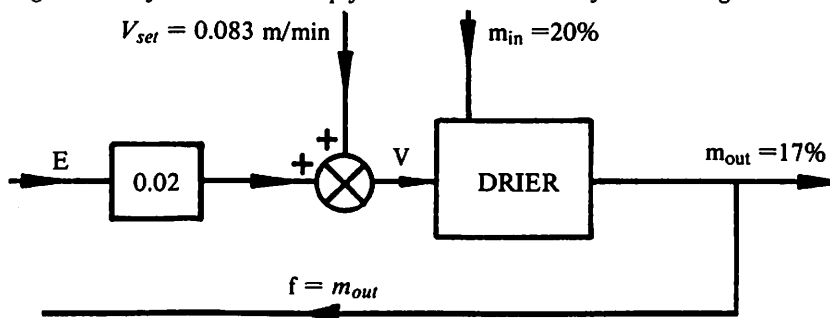 V_set = 0.083 m/min
m_in =20%
+
+
E
0.02
V
DRIER
m_out =17%
f = m_out